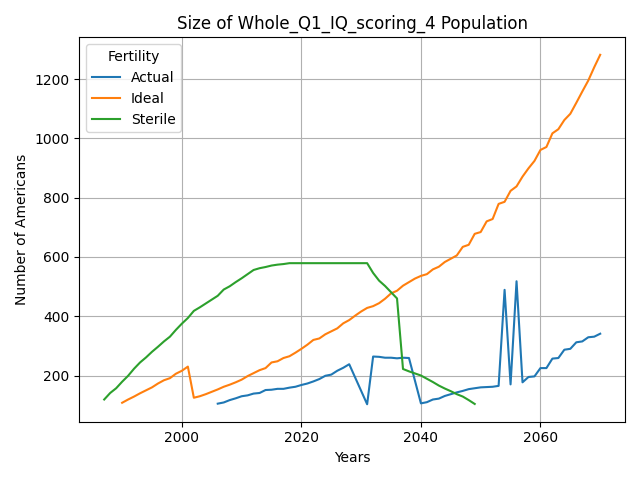 Size of Whole_Q1_IQ_scoring_4 Population
Fertility
Actual
Ideal
Sterile
Number of Americans
1200
1000
800
600
400
200
2000 2020 2040 2060
Years